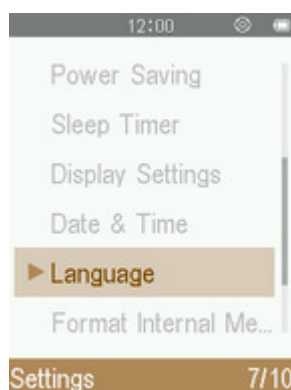 12:00
Power Saving
Sleep Timer
Display Settings
Date & Time
Language
Format Internal Me...
Settings 7/10